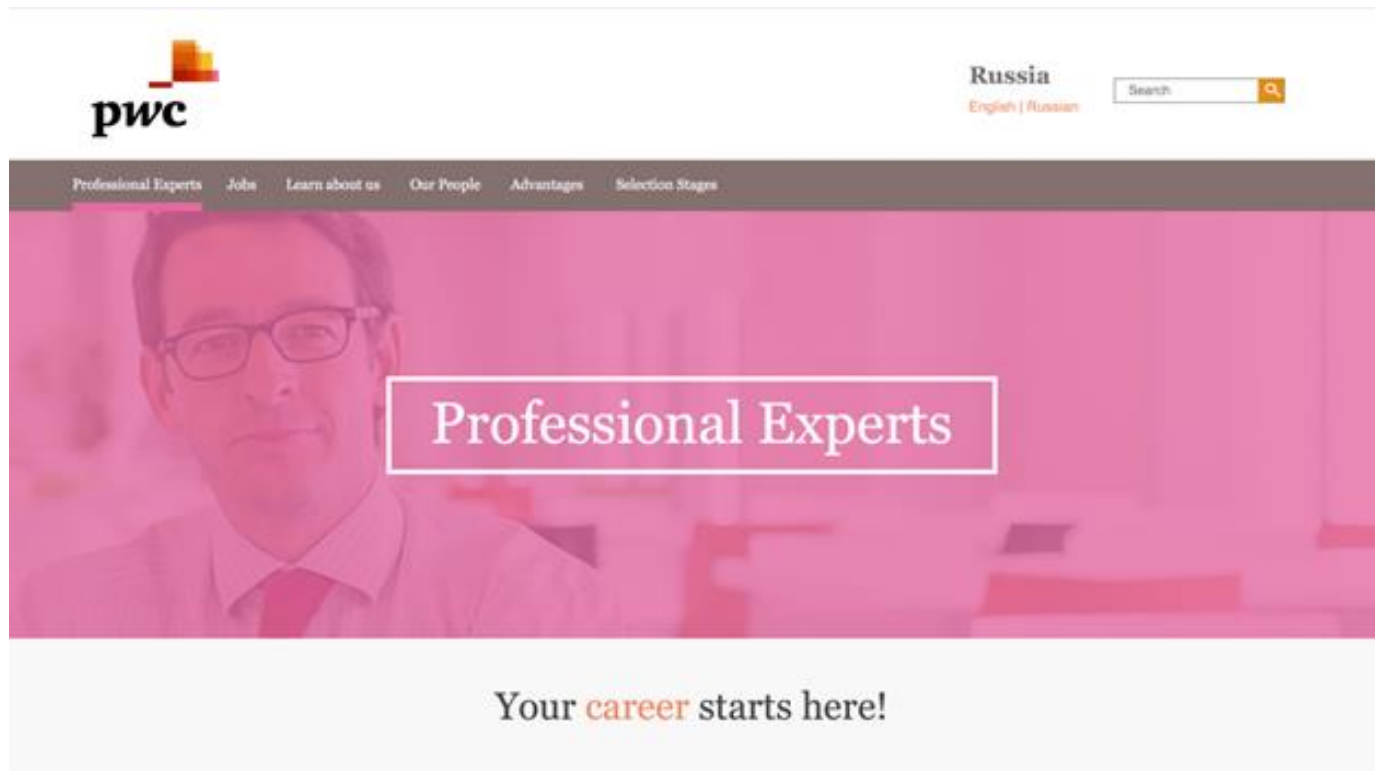 pwc
Russia
English | Russian
Search
Professional Experts Jobs Learn about us Our People Advantages Selection Stages
Professional Experts
Your career starts here!